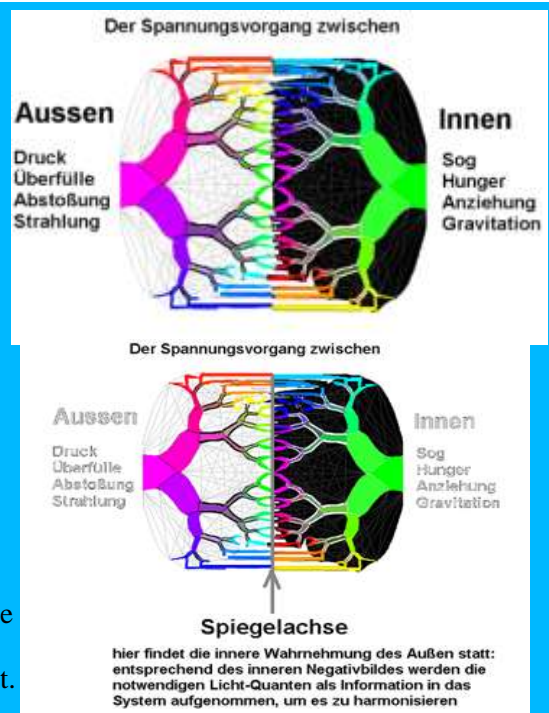 Der Spannungsvorgang zwischen
Aussen
Druck
Überfülle
Abstoßung
Strahlung
Innen
Sog
Hunger
Anziehung
Gravitation
Der Spannungsvorgang zwischen
Aussen
Druck
Überfülle
Abstoßung
Strahlung
Innen
Sog
Hunger
Anziehung
Gravitation
e
t.
Spiegelachse
hier findet die innere Wahrnehmung des Außen statt:
entsprechend des inneren Negativbildes werden die
notwendigen Licht-Quanten als Information in das
System aufgenommen, um es zu harmonisieren